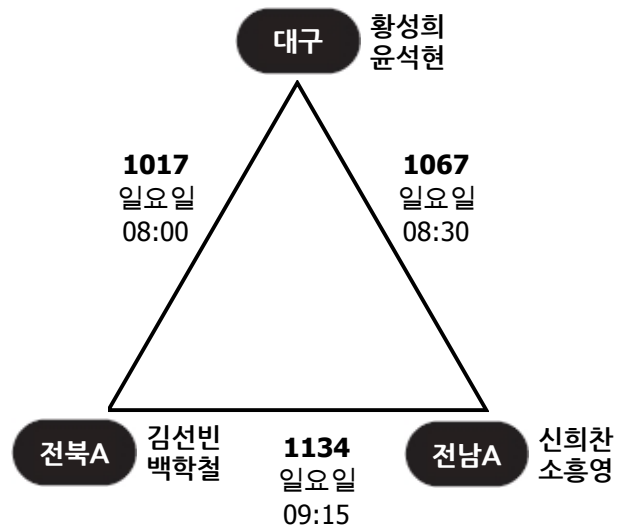 대구
황성희
윤석현
1017
일요일
08:00
1067
일요일
08:30
전북A
김선빈
백학철
1134
일요일
09:15
전남A
신희찬
소흥영